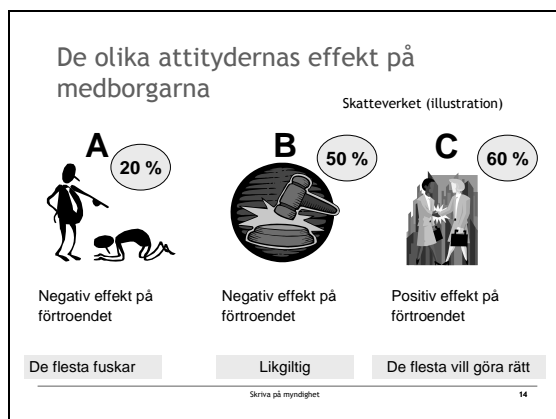 De olika attitydernas effekt på
medborgarna
Skatteverket (illustration)
A
20 %
B
50 %
C
60 %
Negativ effekt på
förtroendet
Negativ effekt på
förtroendet
Positiv effekt på
förtroendet
De flesta fuskar
Likgiltig
De flesta vill göra rätt
Skriva på myndighet
14